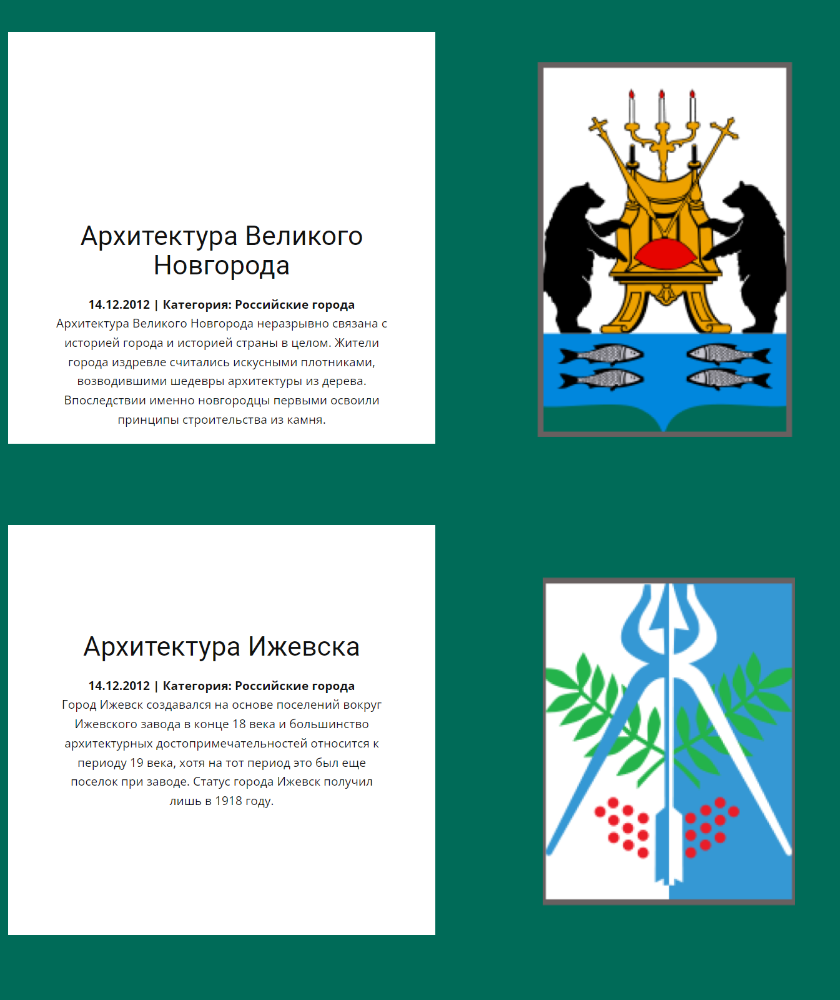 Архитектура Великого
Новгорода
14.12.2012 | Категория: Российские города
Архитектура Великого Новгорода неразрывно связана с
историей города и историей страны в целом. Жители
города издревле считались искусными плотниками,
возводившими шедевры архитектуры из дерева.
Впоследствии именно новгородцы первыми освоили
принципы строительства из камня.
Архитектура Ижевска
14.12.2012 | Категория: Российские города
Город Ижевск создавался на основе поселений вокруг
Ижевского завода в конце 18 века и большинство
архитектурных достопримечательностей относится к
периоду 19 века, хотя на тот период это был еще
поселок при заводе. Статус города Ижевск получил
лишь в 1918 году.